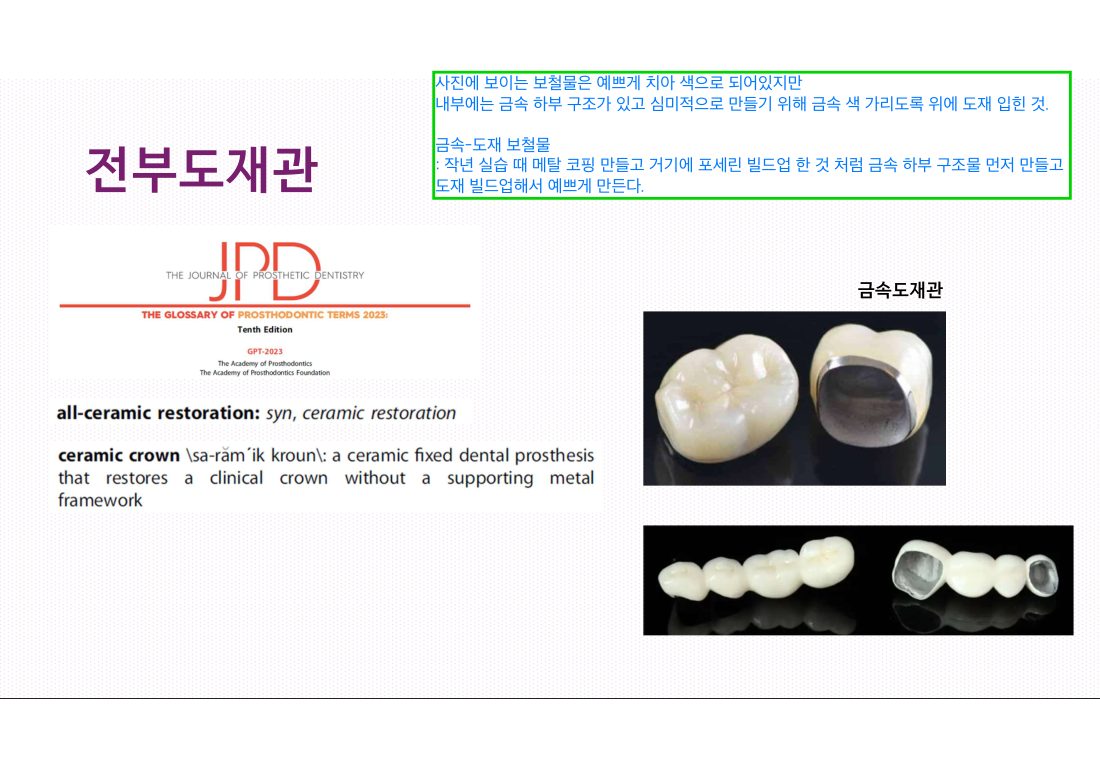 사진에 보이는 보철물은 예쁘게 치아 색으로 되어있지만
내부에는 금속 하부 구조가 있고 심미적으로 만들기 위해 금속 색 가리도록 위에 도재 입힌 것.
금속-도재 보철물
: 작년 실습 때 메탈 코핑 만들고 거기에 포세린 빌드업 한 것 처럼 금속 하부 구조물 먼저 만들고
도재 빌드업해서 예쁘게 만든다.
전부도재관
JPD
THE JOURNAL OF PROSTHETIC DENTISTRY
THE GLOSSARY OF PROSTHODONTIC TERMS 2023:
Tenth Edition
GPT-2023
The Academy of Prosthodontics
The Academy of Prosthodontics Foundation
all-ceramic restoration: syn, ceramic restoration
ceramic crown \sa-răm´ik kroun\: a ceramic fixed dental prosthesis
that restores a clinical crown without a supporting metal
framework
금속도재관